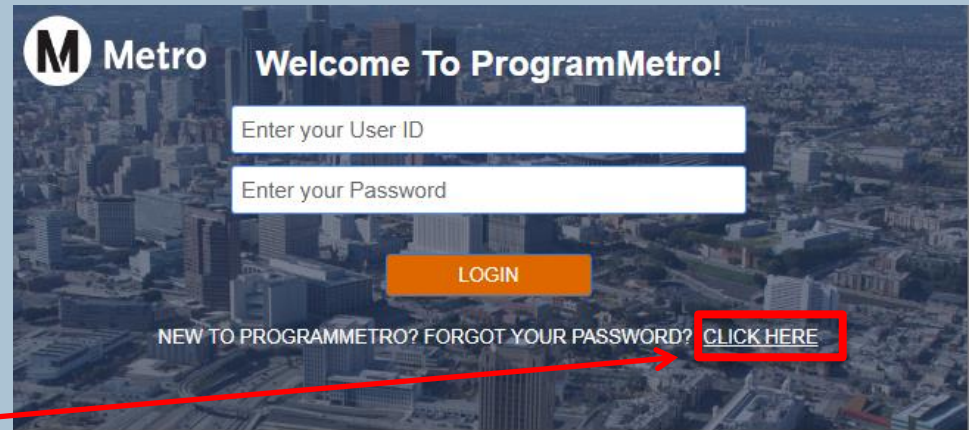 M Metro
Welcome To ProgramMetro!
Enter your User ID
Enter your Password
LOGIN
NEW TO PROGRAMMETRO? FORGOT YOUR PASSWORD? CLICK HERE